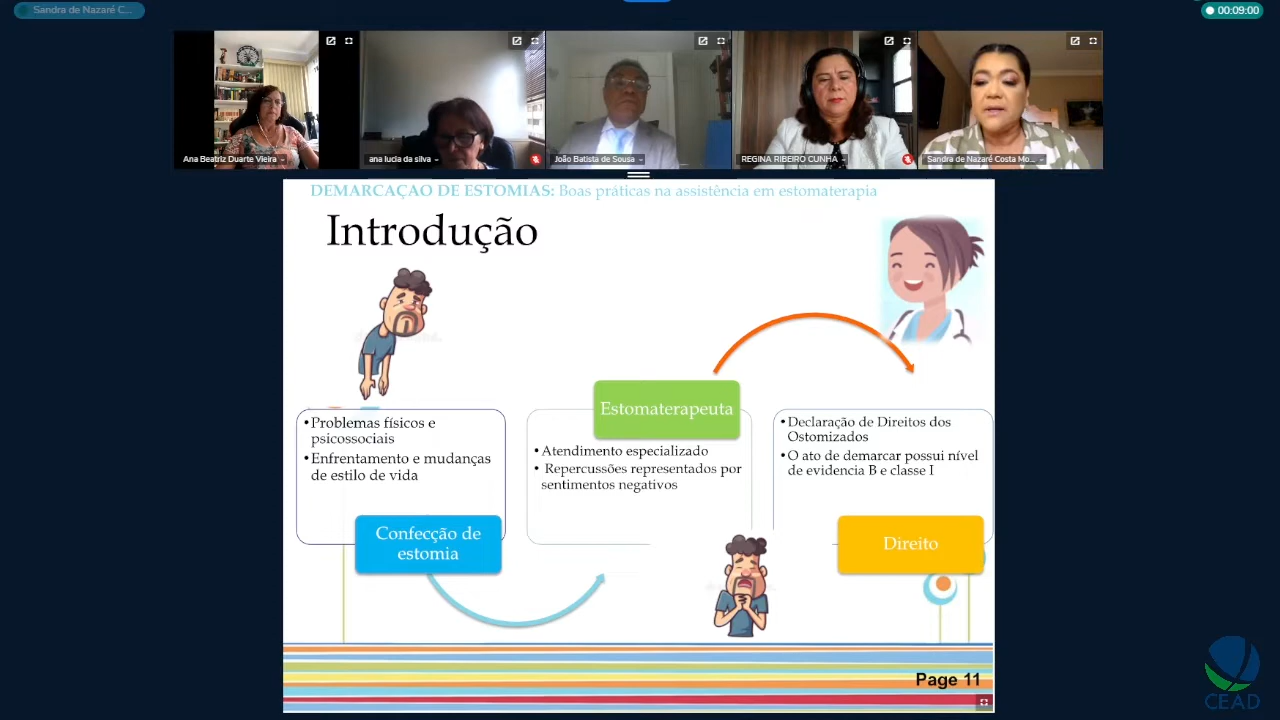 Sandra de Nazaré C...
00:09:00
Ana Beatriz Duarte Vieira
ana lucia da silva
João Batista de Sousa
REGINA RIBEIRO CUNHA
Sandra de Nazaré Costa Mo...
DEMARCAÇAO DE ESTOMIAS: Boas práticas na assistência em estomaterapia
Introdução
•Problemas físicos e
psicossociais
•Enfrentamento e mudanças
de estilo de vida
Confecção de
estomia
Estomaterapeuta
•Atendimento especializado
• Repercussões representados por
sentimentos negativos
•Declaração de Direitos dos
Ostomizados
•O ato de demarcar possui nível
de evidencia B e classe I
Direito
Page 11
CEAD